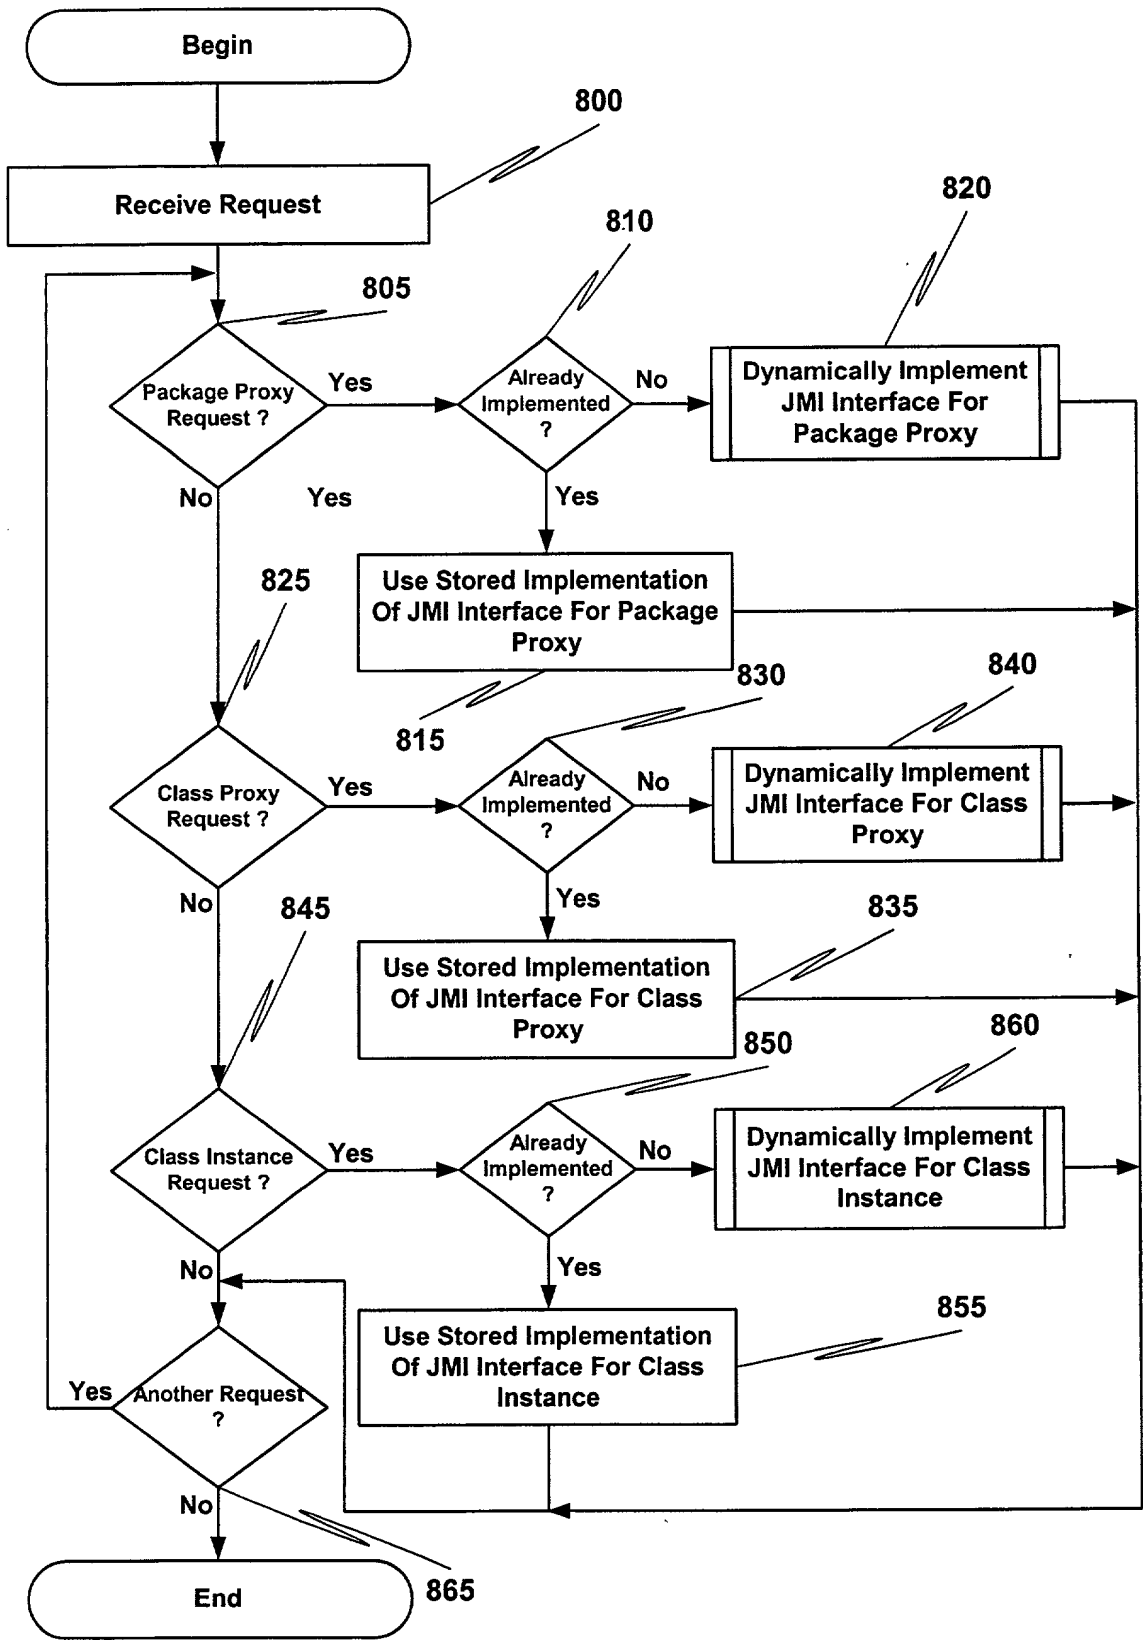 Begin
800
Receive Request
820
810
805
Package Proxy
Request ?
Yes
Already
Implemented
?
No
Dynamically Implement
JMI Interface For
Package Proxy
No
Yes
Yes
825
Use Stored Implementation
Of JMI Interface For Package
Proxy
815
830
840
Class Proxy
Request ?
Yes
Already
Implemented
?
No
Dynamically Implement
JMI Interface For Class
Proxy
No
Yes
845
835
Use Stored Implementation
Of JMI Interface For Class
Proxy
850
860
Class Instance
Request ?
Yes
Already
Implemented
?
No
Dynamically Implement
JMI Interface For Class
Instance
No
Yes
855
Use Stored Implementation
Of JMI Interface For Class
Instance
Yes
Another Request
?
No
865
End